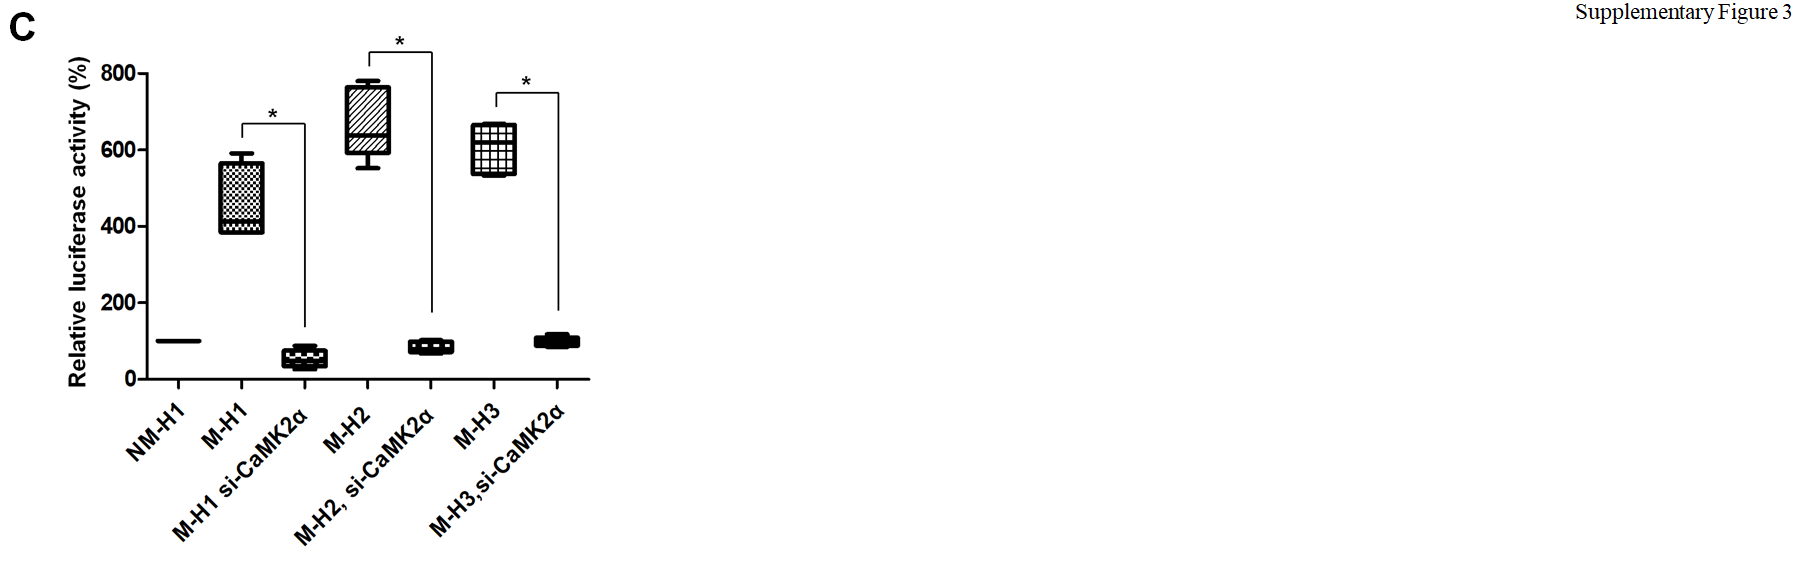 C
Supplementary Figure 3
Relative luciferase activity (%)
800
600
400
200
0
*
*
*
NM-H1
M-H1
M-H1 si-CaMK2α
M-H2
M-H2, si-CaMK2α
M-H3
M-H3,si-CaMK2α